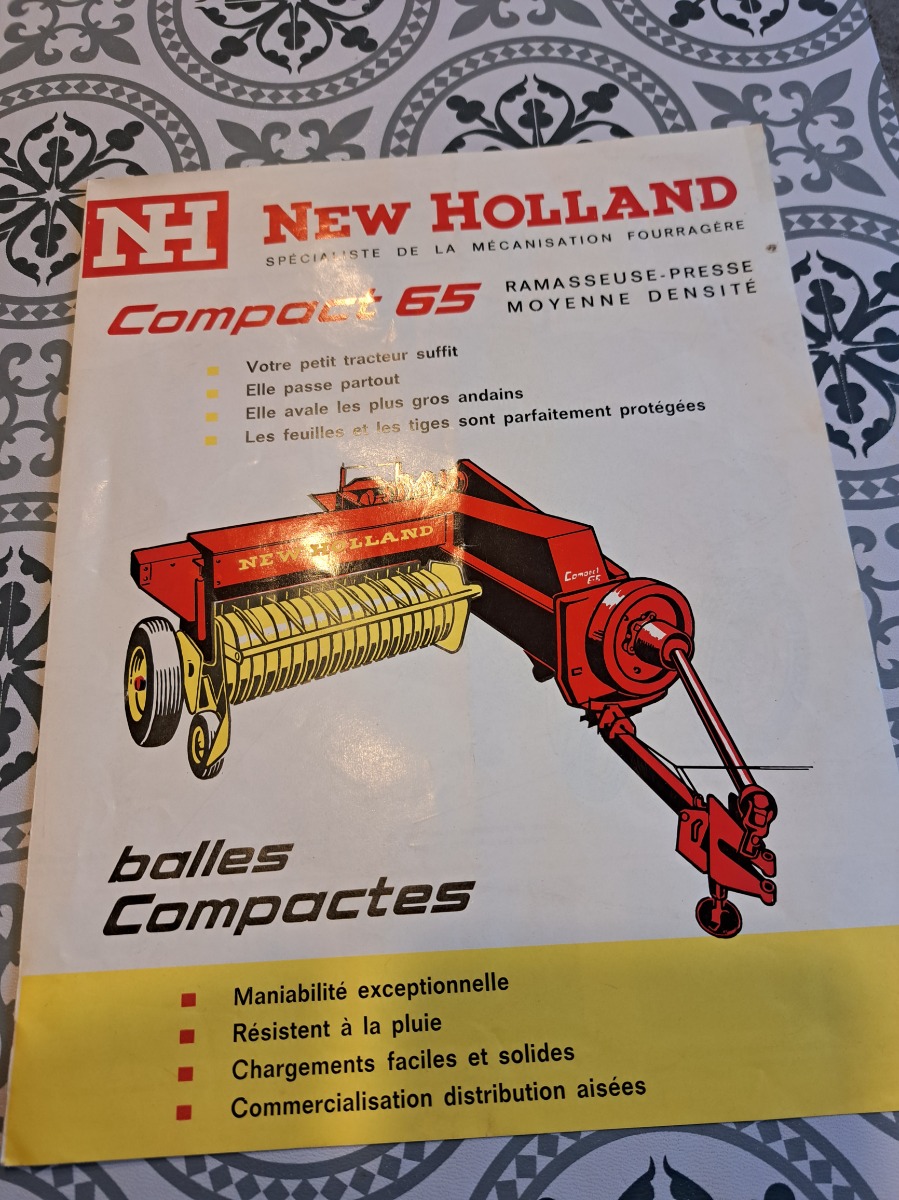 NH
NEW HOLLAND
SPÉCIALISTE DE LA MÉCANISATION FOURRAGÈRE
Compact 65
RAMASSEUSE-PRESSE
MOYENNE DENSITÉ
Votre petit tracteur suffit
Elle passe partout
Elle avale les plus gros andains
Les feuilles et les tiges sont parfaitement protégées
NEW HOLLAND
Compact
65
balles
Compactes
Maniabilité exceptionnelle
Résistent à la pluie
Chargements faciles et solides
Commercialisation distribution aisées